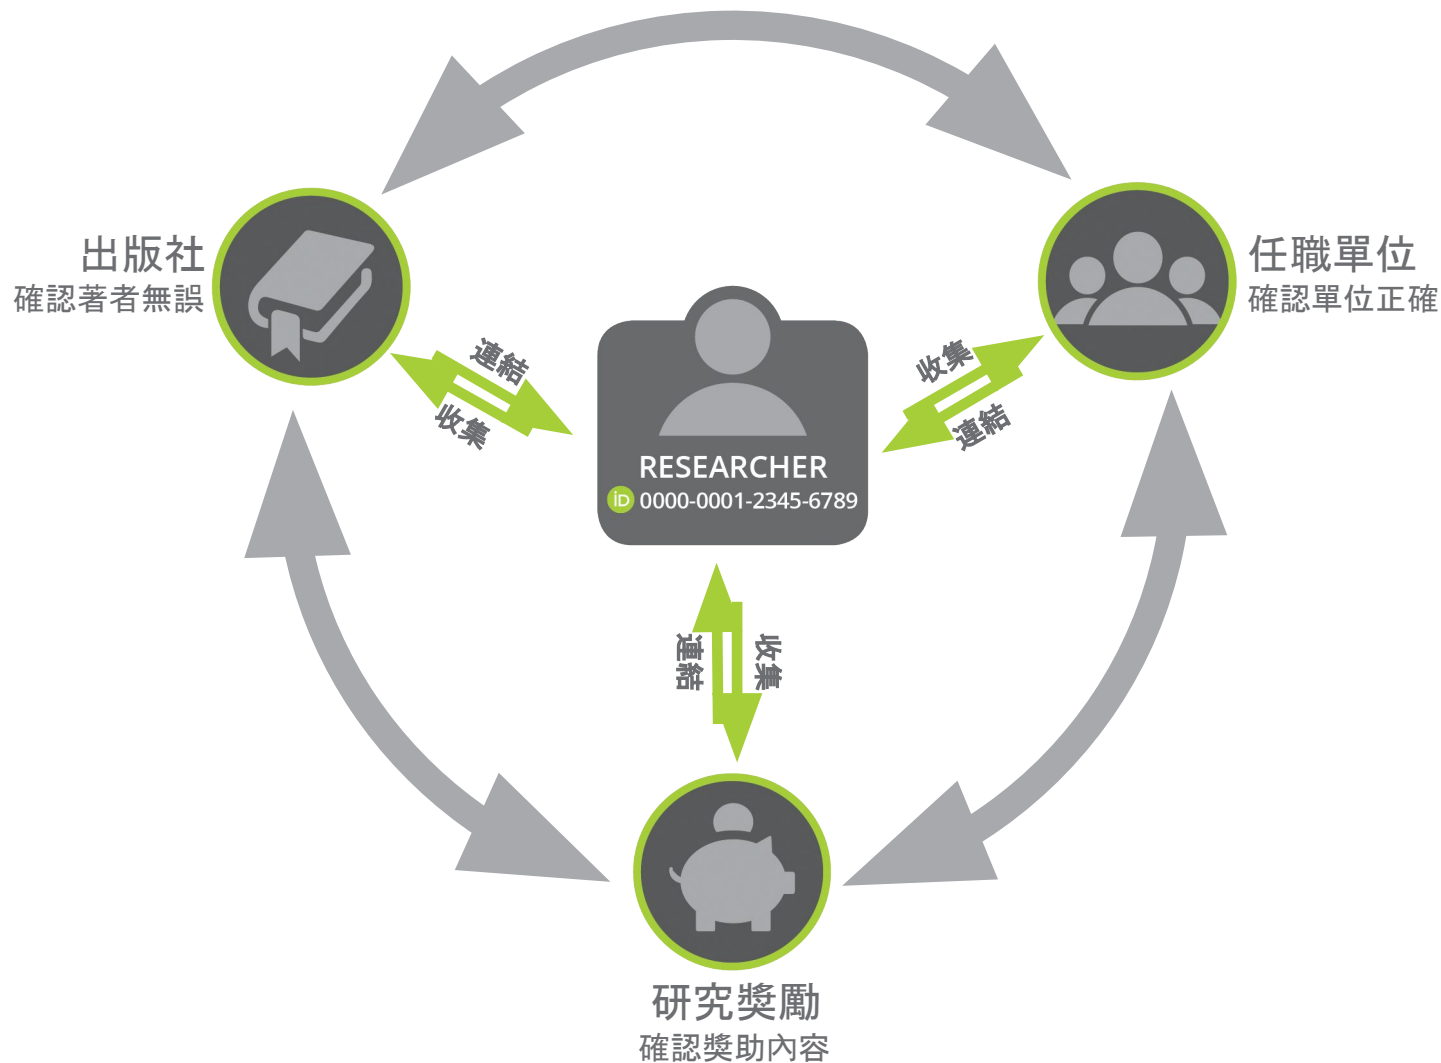 出版社
確認著者無誤
任職單位
確認單位正確
連結
收集
收集
連結
RESEARCHER
iD 0000-0001-2345-6789
連結
收集
研究獎勵
確認獎助內容